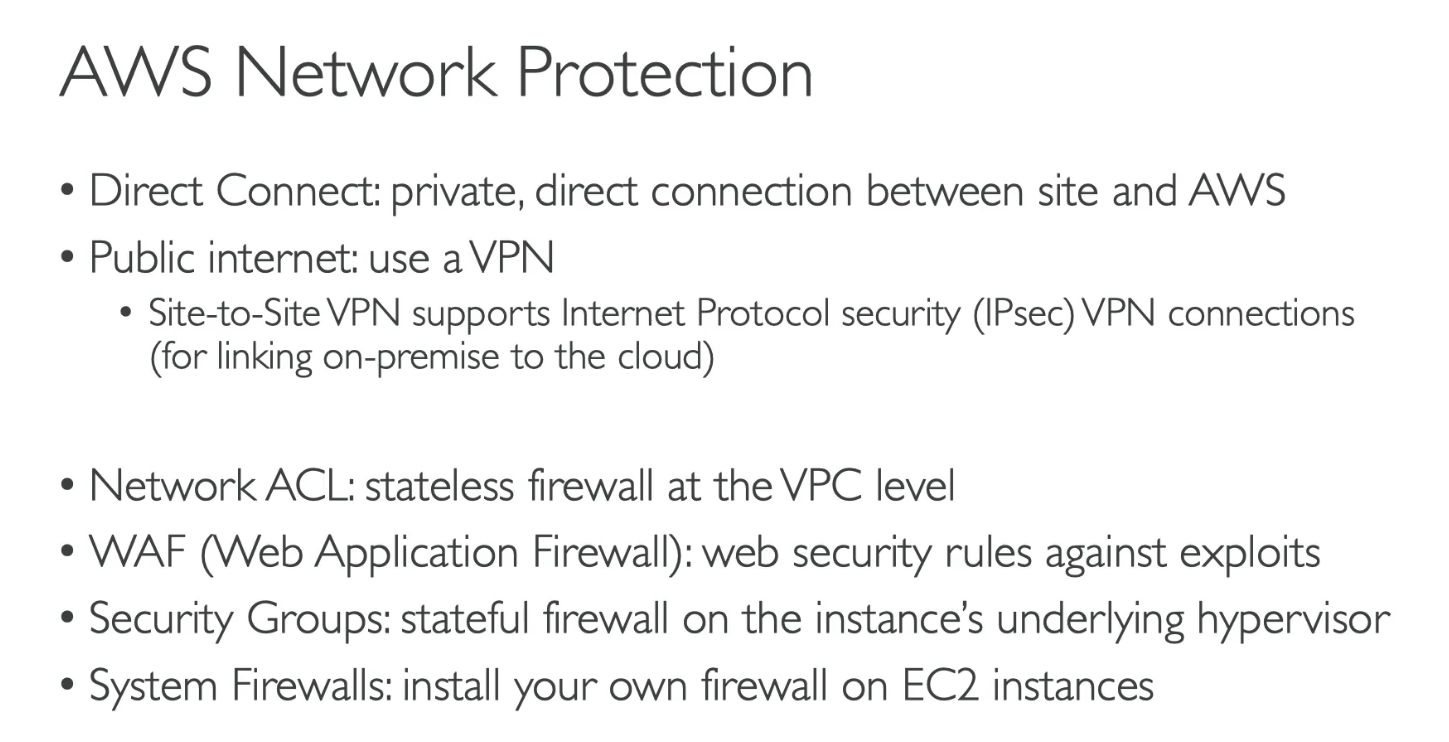 AWS Network Protection
• Direct Connect: private, direct connection between site and AWS
• Public internet: use a VPN
• Site-to-Site VPN supports Internet Protocol security (IPsec) VPN connections
(for linking on-premise to the cloud)
• Network ACL: stateless firewall at the VPC level
• WAF (Web Application Firewall): web security rules against exploits
• Security Groups: stateful firewall on the instance’s underlying hypervisor
• System Firewalls: install your own firewall on EC2 instances